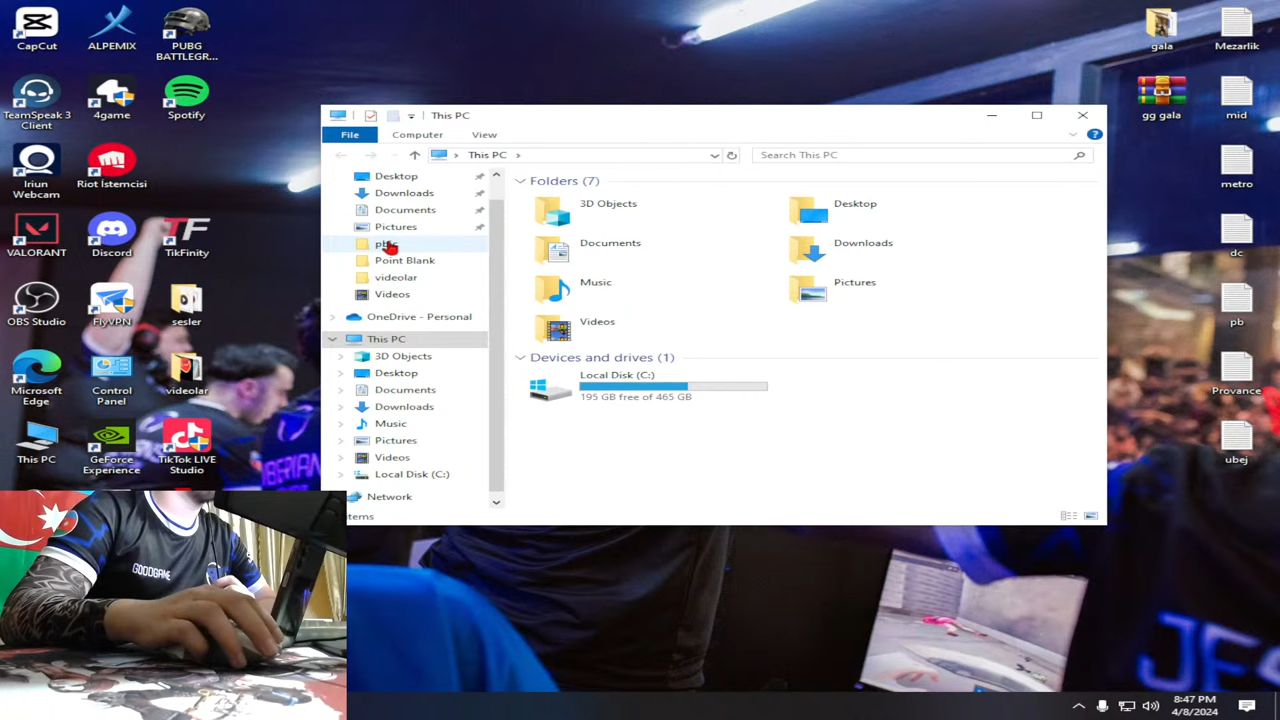 CapCut
ALPEMIX
PUBG
BATTLEGR...
TeamSpeak 3
Client
4game
Spotify
Iriun
Webcam
Riot Istemcisi
VALORANT
Discord
TikFinity
OBS Studio
FlyVPN
sesler
Microsoft
Edge
Control
Panel
videolar
This PC
GeForce
Experience
TikTok LIVE
Studio
This PC
File
Computer
View
This PC
Search This PC
Desktop
Downloads
Documents
Pictures
Point Blank
videolar
Videos
OneDrive - Personal
This PC
3D Objects
Desktop
Documents
Downloads
Music
Pictures
Videos
Local Disk (C:)
Network
Folders (7)
3D Objects
Desktop
Documents
Downloads
Music
Pictures
Videos
Devices and drives (1)
Local Disk (C:)
195 GB free of 465 GB
gala
Mezarlik
gg gala
mid
metro
dc
pb
Provance
ubej
GOODGAME
8:47 PM
4/8/2024